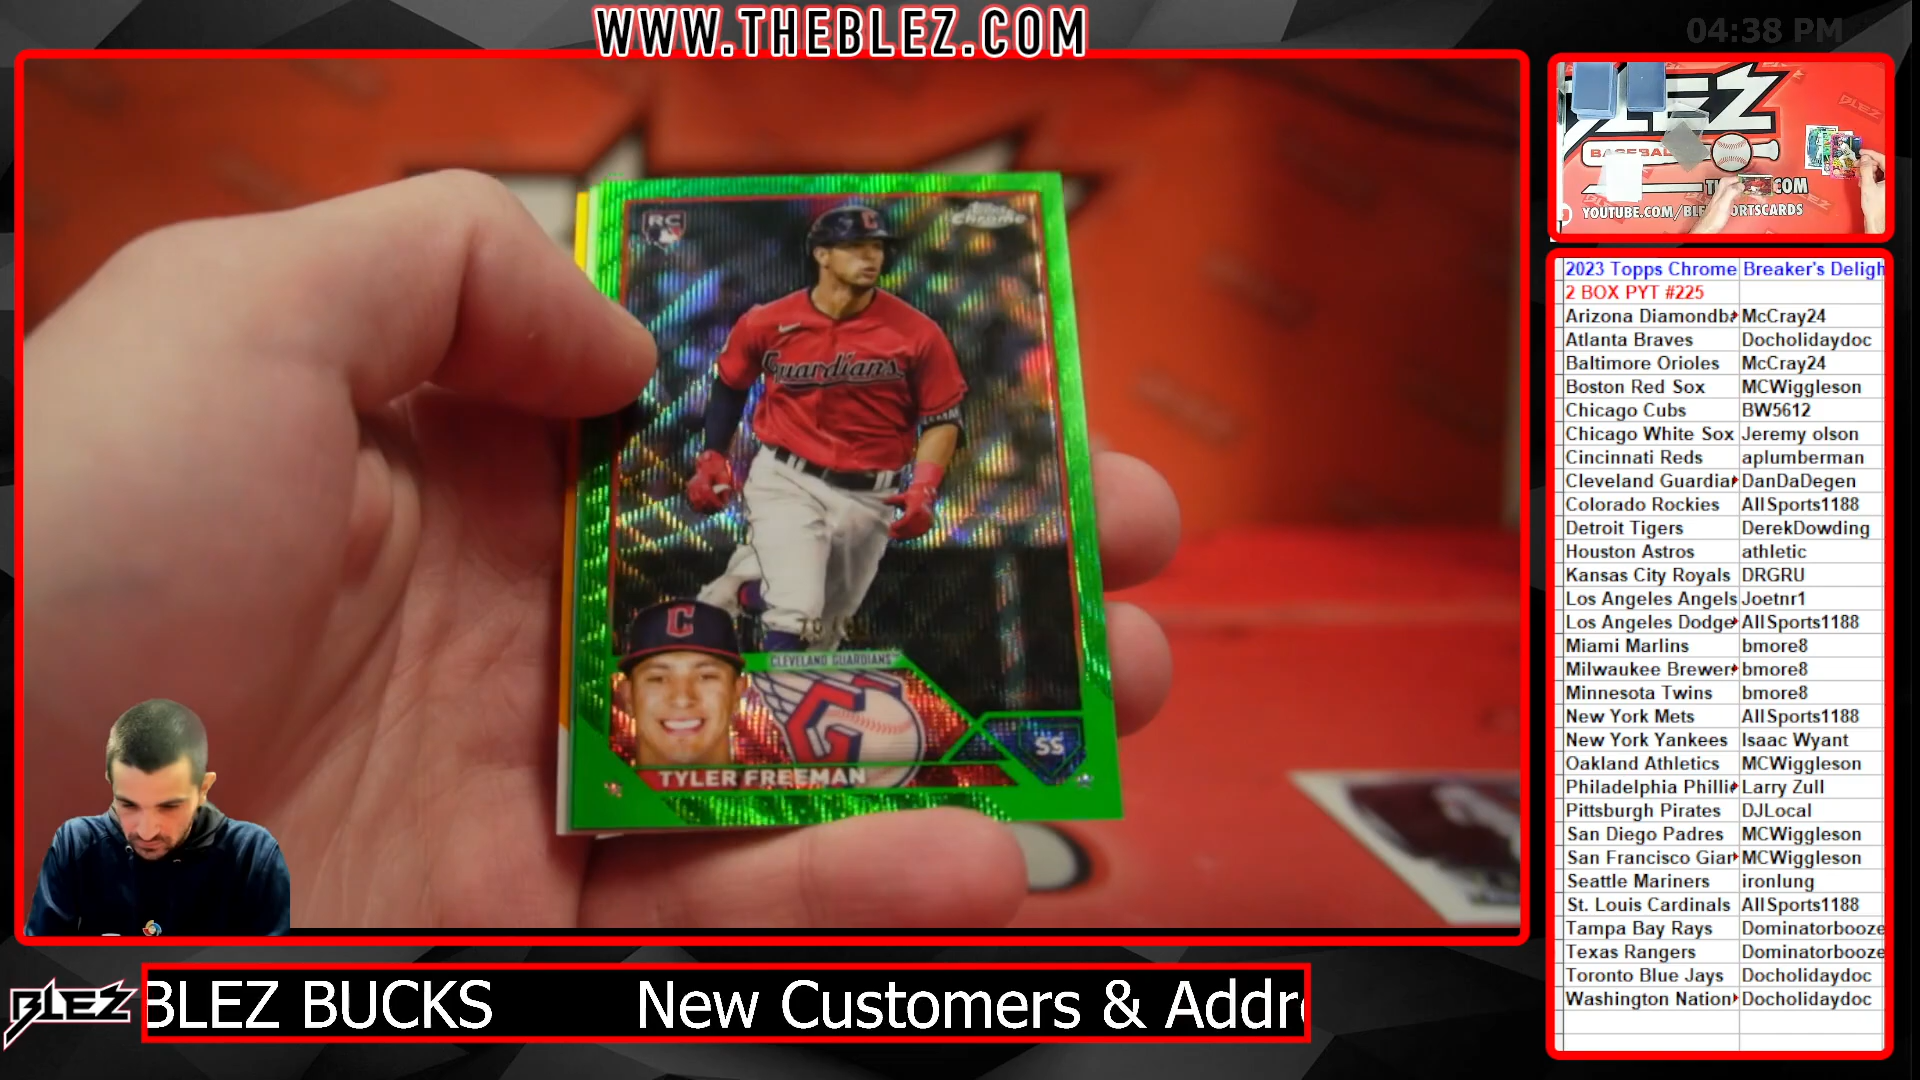 WWW.THEBLEZ.COM
04:38 PM
RC
Topps
Chrome
Guardians
C
C
CLEVELAND GUARDIANS
SS
TYLER FREEMAN
BLEZ
BASEBAL
COM
YOUTUBE.COM/BLE ORTSCARDS
2023 Topps Chrome Breaker's Deligh
2 BOX PYT #225
Arizona Diamondba McCray24
Atlanta Braves Docholidaydoc
Baltimore Orioles McCray24
Boston Red Sox MCWiggleson
Chicago Cubs BW5612
Chicago White Sox Jeremy olson
Cincinnati Reds aplumberman
Cleveland Guardia DanDaDegen
Colorado Rockies AllSports1188
Detroit Tigers DerekDowding
Houston Astros athletic
Kansas City Royals DRGRU
Los Angeles Angels Joetnr1
Los Angeles Dodge AllSports1188
Miami Marlins bmore8
Milwaukee Brewer bmore8
Minnesota Twins bmore8
New York Mets AllSports1188
New York Yankees Isaac Wyant
Oakland Athletics MCWiggleson
Philadelphia Phillie Larry Zull
Pittsburgh Pirates DJLocal
San Diego Padres MCWiggleson
San Francisco Gian MCWiggleson
Seattle Mariners ironlung
St. Louis Cardinals AllSports1188
Tampa Bay Rays Dominatorbooze
Texas Rangers Dominatorbooze
Toronto Blue Jays Docholidaydoc
Washington Nation Docholidaydoc
BLEZ
BLEZ BUCKS New Customers & Addr